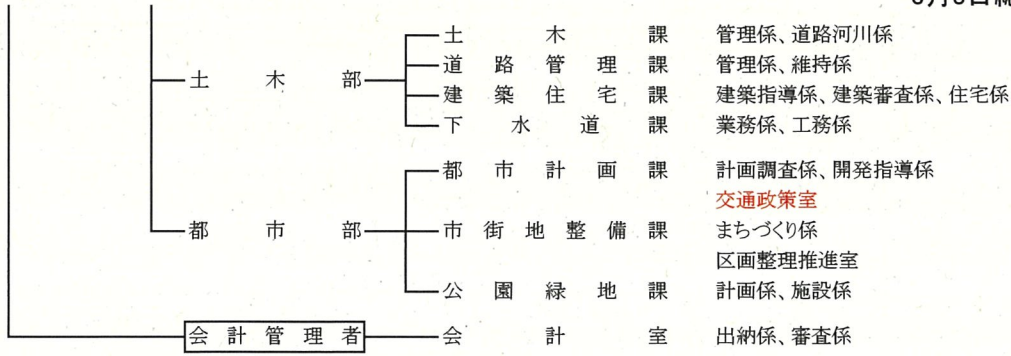 土木課 管理係、道路河川係
道路管理課 管理係、維持係
土木部
建築住宅課 建築指導係、建築審査係、住宅係
下水道課 業務係、工務係
都市計画課 計画調査係、開発指導係
交通政策室
都市部 市街地整備課 まちづくり係
区画整理推進室
公園緑地課 計画係、施設係
会計管理者 会計室 出納係、審査係